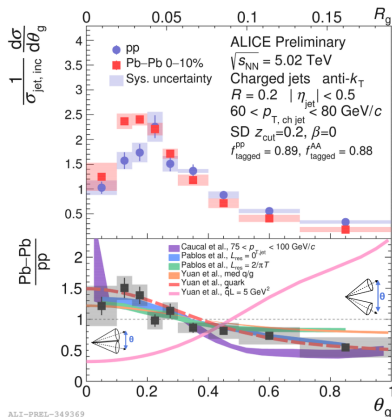 0 0.05 0.1 0.15 R_g
1/σ_jet, inc dσ/dθ_g
4
3.5
3
2.5
2
1.5
1
0.5
pp
Pb–Pb 0–10%
Sys. uncertainty
ALICE Preliminary
√s_NN = 5.02 TeV
Charged jets anti-k_T
R = 0.2 | η_jet | < 0.5
60 < p_T, ch jet < 80 GeV/c
SD z_cut=0.2, β=0
f^pp_tagged = 0.89, f^AA_tagged = 0.88
Pb–Pb/pp
2
1.5
1
0.5
0
Caucal et al., 75 < p_T,jet < 100 GeV/c
Pablos et al., L_res = 0
Pablos et al., L_res = 2/πT
Yuan et al., med q/g
Yuan et al., quark
Yuan et al., q̂L = 5 GeV²
θ
θ
0 0.2 0.4 0.6 0.8 1
θ_g
ALI-PREL-349369